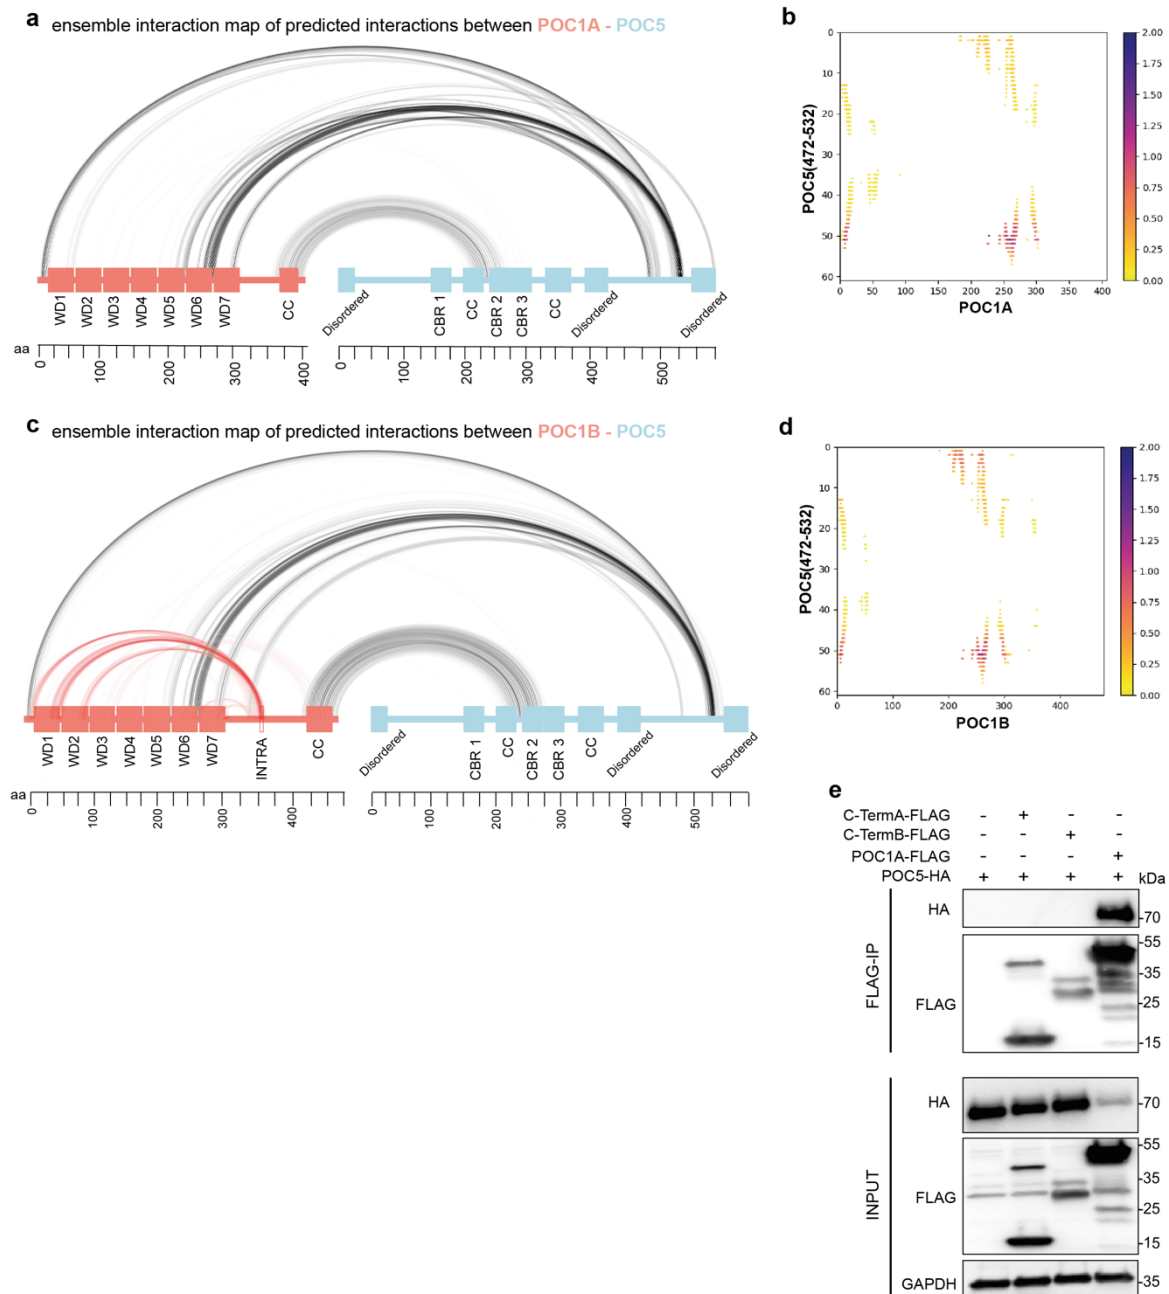 a
ensemble interaction map of predicted interactions between POC1A - POC5
WD1
WD2
WD3
WD4
WD5
WD6
WD7
CC
Disordered
CBR 1
CC
CBR 2
CBR 3
CC
Disordered
Disordered
aa
0
100
200
300
400
0
100
200
300
400
500
b
POC5(472-532)
0
10
20
30
40
50
60
0
50
100
150
200
250
300
350
400
POC1A
2.00
1.75
1.50
1.25
1.00
0.75
0.50
0.25
0.00
c
ensemble interaction map of predicted interactions between POC1B - POC5
WD1
WD2
WD3
WD4
WD5
WD6
WD7
INTRA
CC
Disordered
CBR 1
CC
CBR 2
CBR 3
CC
Disordered
Disordered
aa
0
100
200
300
400
0
100
200
300
400
500
d
POC5(472-532)
0
10
20
30
40
50
60
0
100
200
300
400
POC1B
2.00
1.75
1.50
1.25
1.00
0.75
0.50
0.25
0.00
e
C-TermA-FLAG - + - -
C-TermB-FLAG - - + -
POC1A-FLAG - - - +
POC5-HA + + + + kDa
FLAG-IP
HA
-70
FLAG
-55
-35
-25
-15
INPUT
HA
-70
FLAG
-55
-35
-25
-15
GAPDH
-35